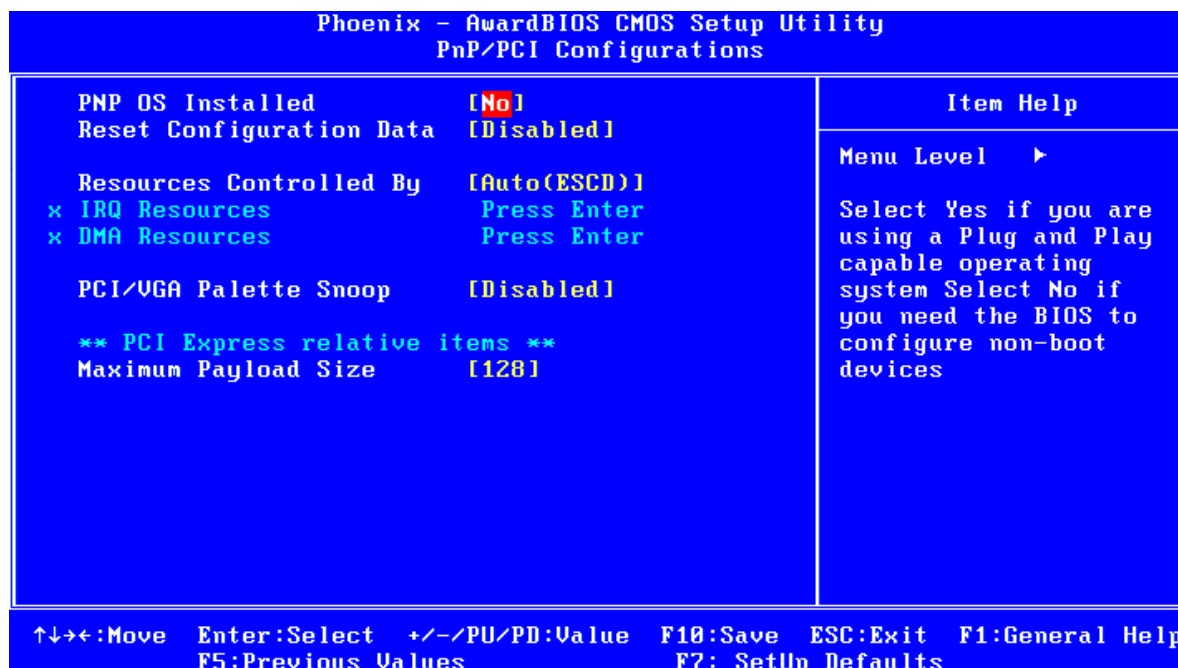 Phoenix - AwardBIOS CMOS Setup Utility
PnP/PCI Configurations
PNP OS Installed [No]
Reset Configuration Data [Disabled]
Resources Controlled By [Auto(ESCD)]
x IRQ Resources Press Enter
x DMA Resources Press Enter
PCI/VGA Palette Snoop [Disabled]
** PCI Express relative items **
Maximum Payload Size [128]
Item Help
Menu Level ►
Select Yes if you are
using a Plug and Play
capable operating
system Select No if
you need the BIOS to
configure non-boot
devices
↑↓→←:Move Enter:Select +/-/PU/PD:Value F10:Save ESC:Exit F1:General Help
F5:Previous Values F7: SetUp Defaults